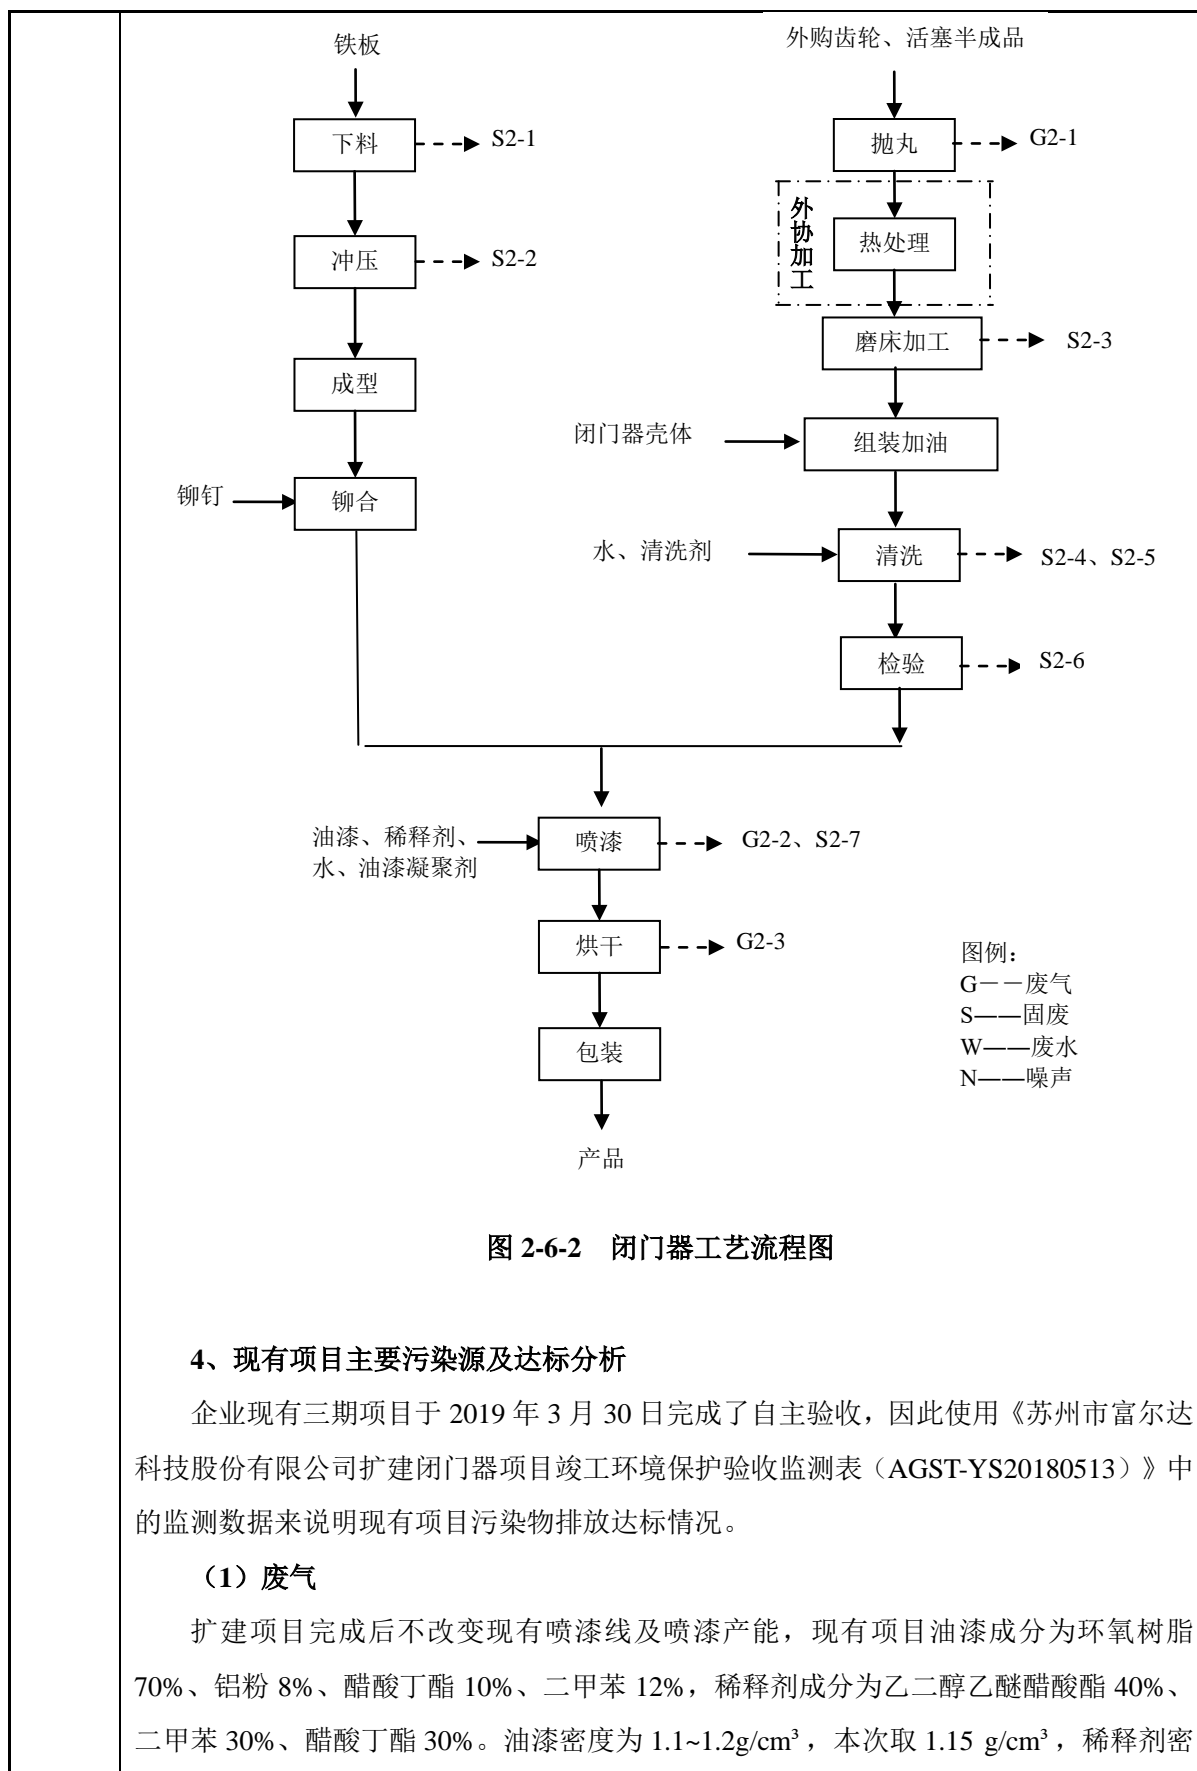 铁板
下料
S2-1
冲压
S2-2
成型
铆钉
铆合
外购齿轮、活塞半成品
抛丸
G2-1
外协加工
热处理
磨床加工
S2-3
闭门器壳体
组装加油
水、清洗剂
清洗
S2-4、S2-5
检验
S2-6
油漆、稀释剂、
水、油漆凝聚剂
喷漆
G2-2、S2-7
烘干
G2-3
包装
产品
图例：
G－－废气
S——固废
W——废水
N——噪声
图 2-6-2 闭门器工艺流程图
4、现有项目主要污染源及达标分析
企业现有三期项目于 2019 年 3 月 30 日完成了自主验收，因此使用《苏州市富尔达
科技股份有限公司扩建闭门器项目竣工环境保护验收监测表（AGST-YS20180513）》中
的监测数据来说明现有项目污染物排放达标情况。
（1）废气
扩建项目完成后不改变现有喷漆线及喷漆产能，现有项目油漆成分为环氧树脂
70%、铝粉 8%、醋酸丁酯 10%、二甲苯 12%，稀释剂成分为乙二醇乙醚醋酸酯 40%、
二甲苯 30%、醋酸丁酯 30%。油漆密度为 1.1~1.2g/cm³，本次取 1.15 g/cm³，稀释剂密